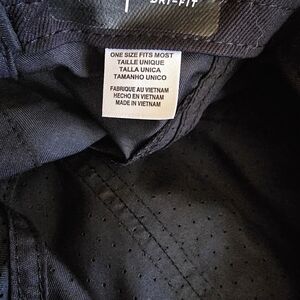 DRI-FIT
ONE SIZE FITS MOST
TAILLE UNIQUE
TALLA UNICA
TAMANHO UNICO
FABRIQUE AU VIETNAM
HECHO EN VIETNAM
MADE IN VIETNAM